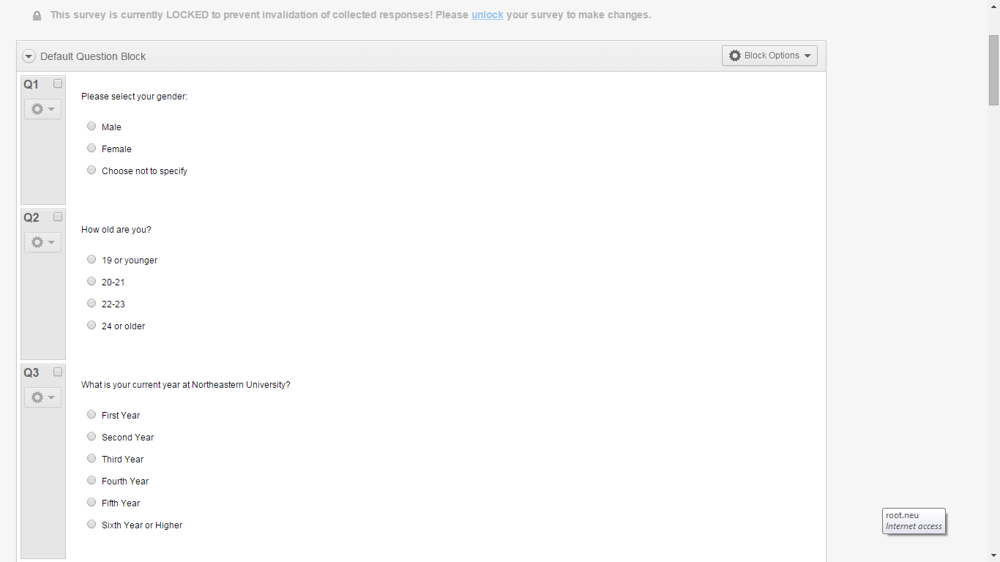 This survey is currently LOCKED to prevent invalidation of collected responses! Please unlock your survey to make changes.
Default Question Block
Block Options
Q1
Please select your gender:
Male
Female
Choose not to specify
Q2
How old are you?
19 or younger
20-21
22-23
24 or older
Q3
What is your current year at Northeastern University?
First Year
Second Year
Third Year
Fourth Year
Fifth Year
Sixth Year or Higher
root.neu
Internet access